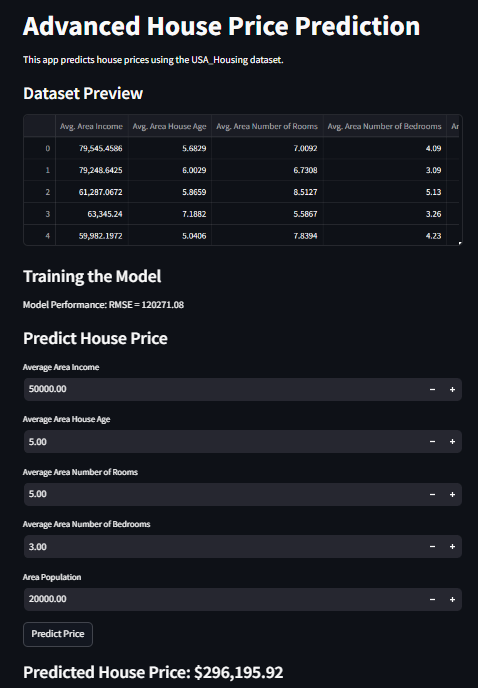 Advanced House Price Prediction
This app predicts house prices using the USA_Housing dataset.
Dataset Preview
Avg. Area Income Avg. Area House Age Avg. Area Number of Rooms Avg. Area Number of Bedrooms Ar
0 79,545.4586 5.6829 7.0092 4.09
1 79,248.6425 6.0029 6.7308 3.09
2 61,287.0672 5.8659 8.5127 5.13
3 63,345.24 7.1882 5.5867 3.26
4 59,982.1972 5.0406 7.8394 4.23
Training the Model
Model Performance: RMSE = 120271.08
Predict House Price
Average Area Income
50000.00 − +
Average Area House Age
5.00 − +
Average Area Number of Rooms
5.00 − +
Average Area Number of Bedrooms
3.00 − +
Area Population
20000.00 − +
Predict Price
Predicted House Price: $296,195.92